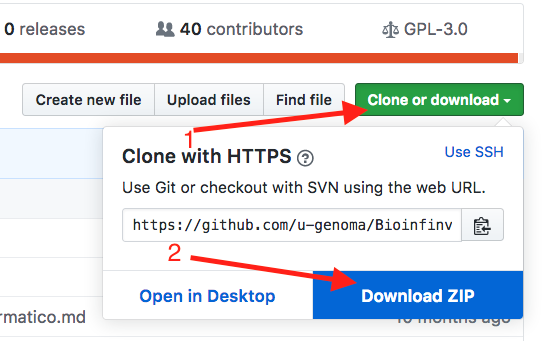 0 releases 40 contributors GPL-3.0
Create new file Upload files Find file Clone or download
1
Clone with HTTPS ? Use SSH
Use Git or checkout with SVN using the web URL.
https://github.com/u-genoma/Bioinfinv
2
Open in Desktop Download ZIP
rmatico.md 10 months ago